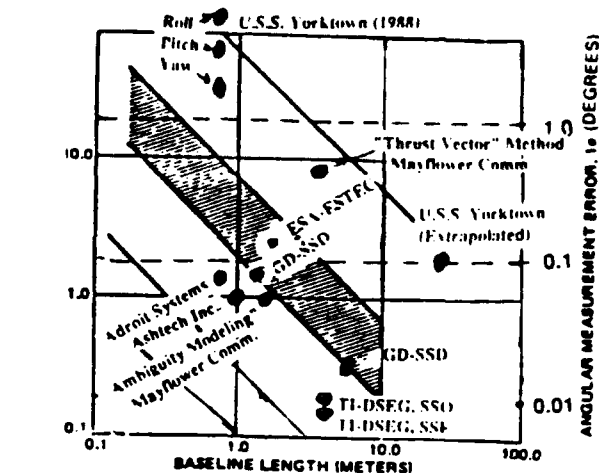 Roll
U.S.S. Yorktown (1988)
Pitch
Yaw
1.0
"Thrust Vector" Method
Mayflower Comm
10.0
ESA-ESTEC
U.S.S. Yorktown
(Extrapolated)
GD-SSD
0.1
1.0
Adroit Systems
Ashtech Inc.
Ambiguity Modeling"
Mayflower Comm.
GD-SSD
TI-DSEG, SSO
TI-DSEG, SSF
0.01
0.1
0.1
1.0
10.0
100.0
BASELINE LENGTH (METERS)
ANGULAR MEASUREMENT ERROR, 1σ (DEGREES)